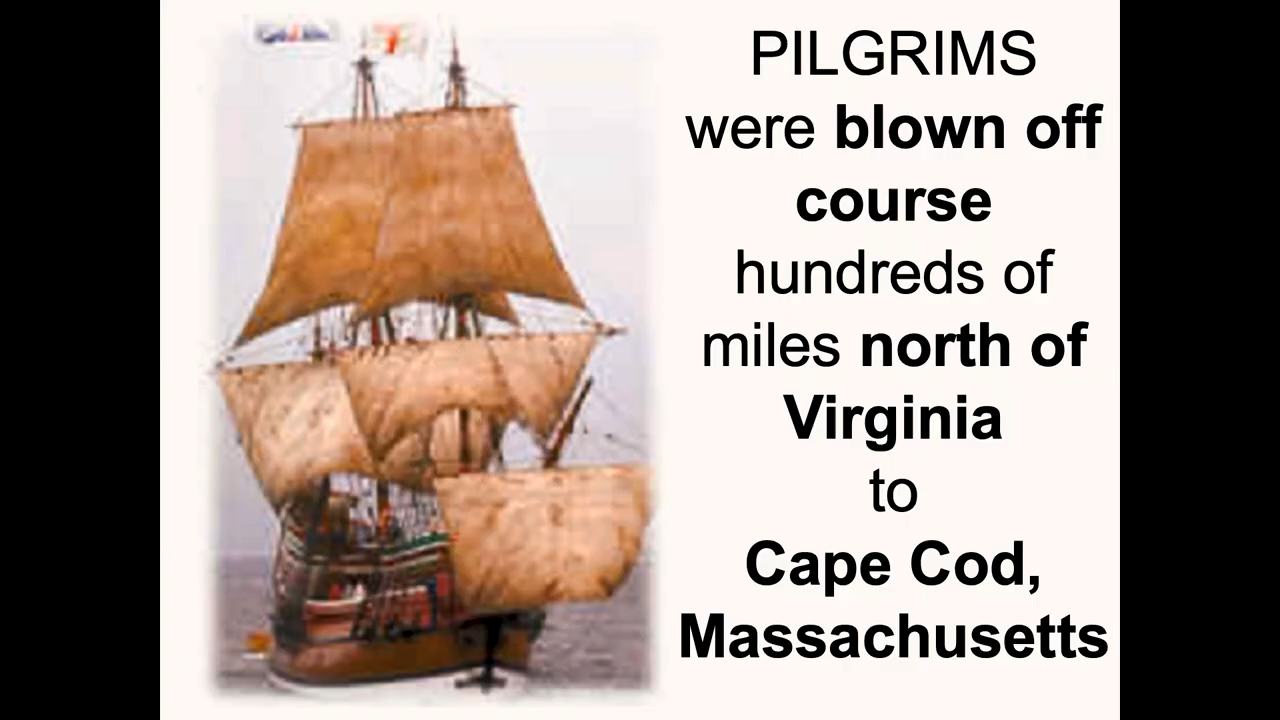 PILGRIMS
were blown off
course
hundreds of
miles north of
Virginia
to
Cape Cod,
Massachusetts